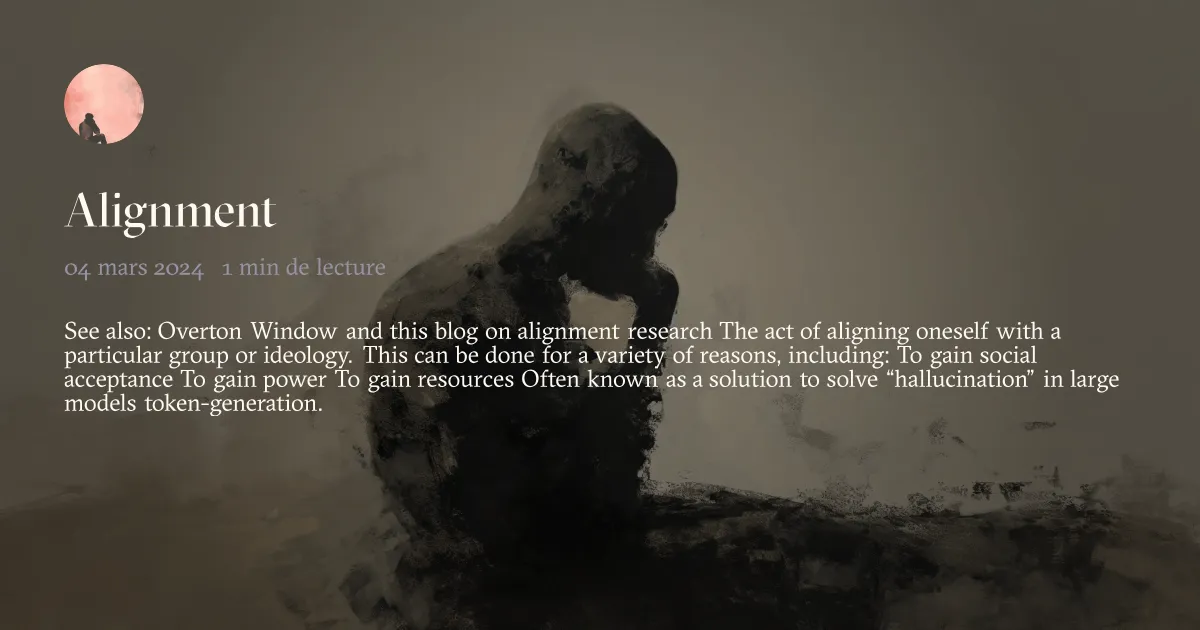 Alignment
04 mars 2024 1 min de lecture
See also: Overton Window and this blog on alignment research The act of aligning oneself with a
particular group or ideology. This can be done for a variety of reasons, including: To gain social
acceptance To gain power To gain resources Often known as a solution to solve “hallucination” in large
models token-generation.